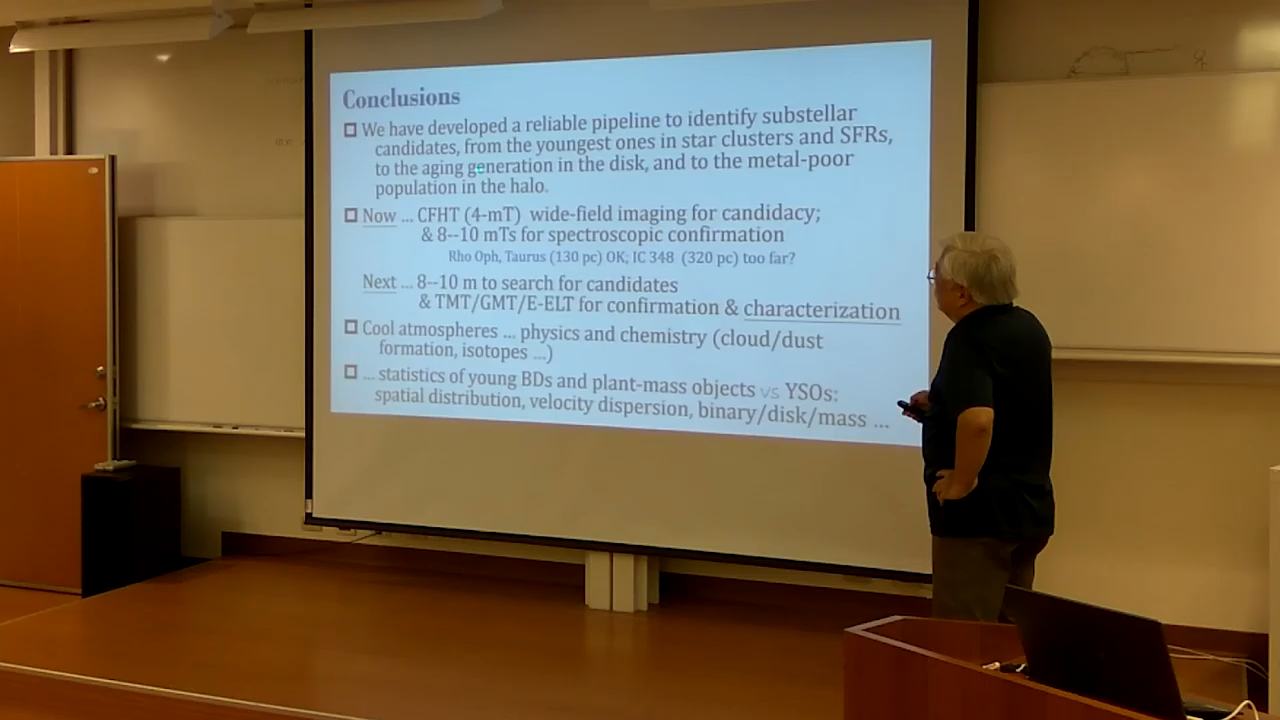 Conclusions
We have developed a reliable pipeline to identify substellar
candidates, from the youngest ones in star clusters and SFRs,
to the aging generation in the disk, and to the metal-poor
population in the halo.
Now ... CFHT (4-mT) wide-field imaging for candidacy;
& 8--10 mTs for spectroscopic confirmation
Rho Oph, Taurus (130 pc) OK; IC 348 (320 pc) too far?
Next ... 8--10 m to search for candidates
& TMT/GMT/E-ELT for confirmation & characterization
Cool atmospheres ... physics and chemistry (cloud/dust
formation, isotopes ...)
... statistics of young BDs and plant-mass objects vs YSOs:
spatial distribution, velocity dispersion, binary/disk/mass ...